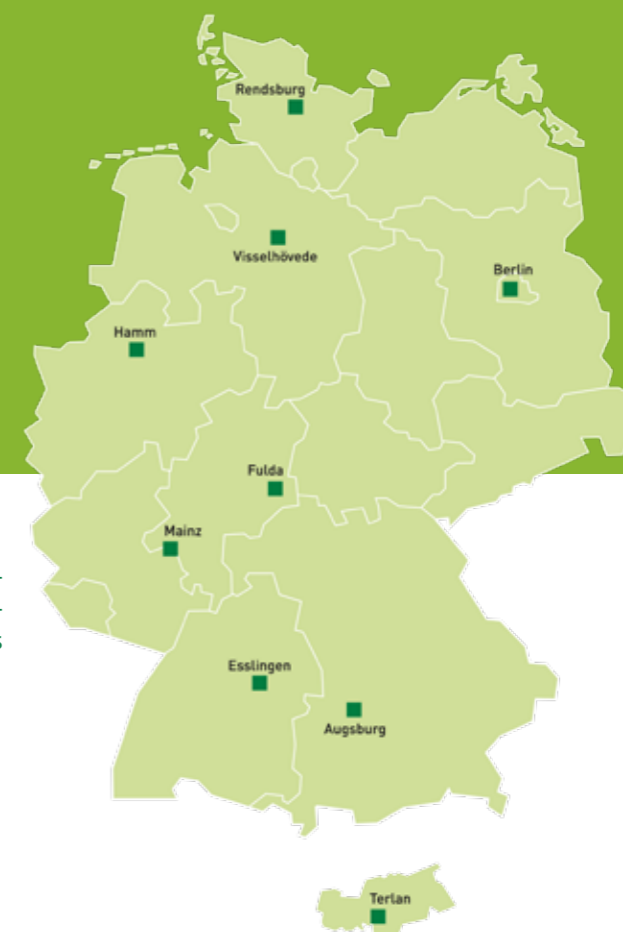 Rendsburg
Visselhövede
Berlin
Hamm
Fulda
Mainz
Esslingen
Augsburg
Terlan